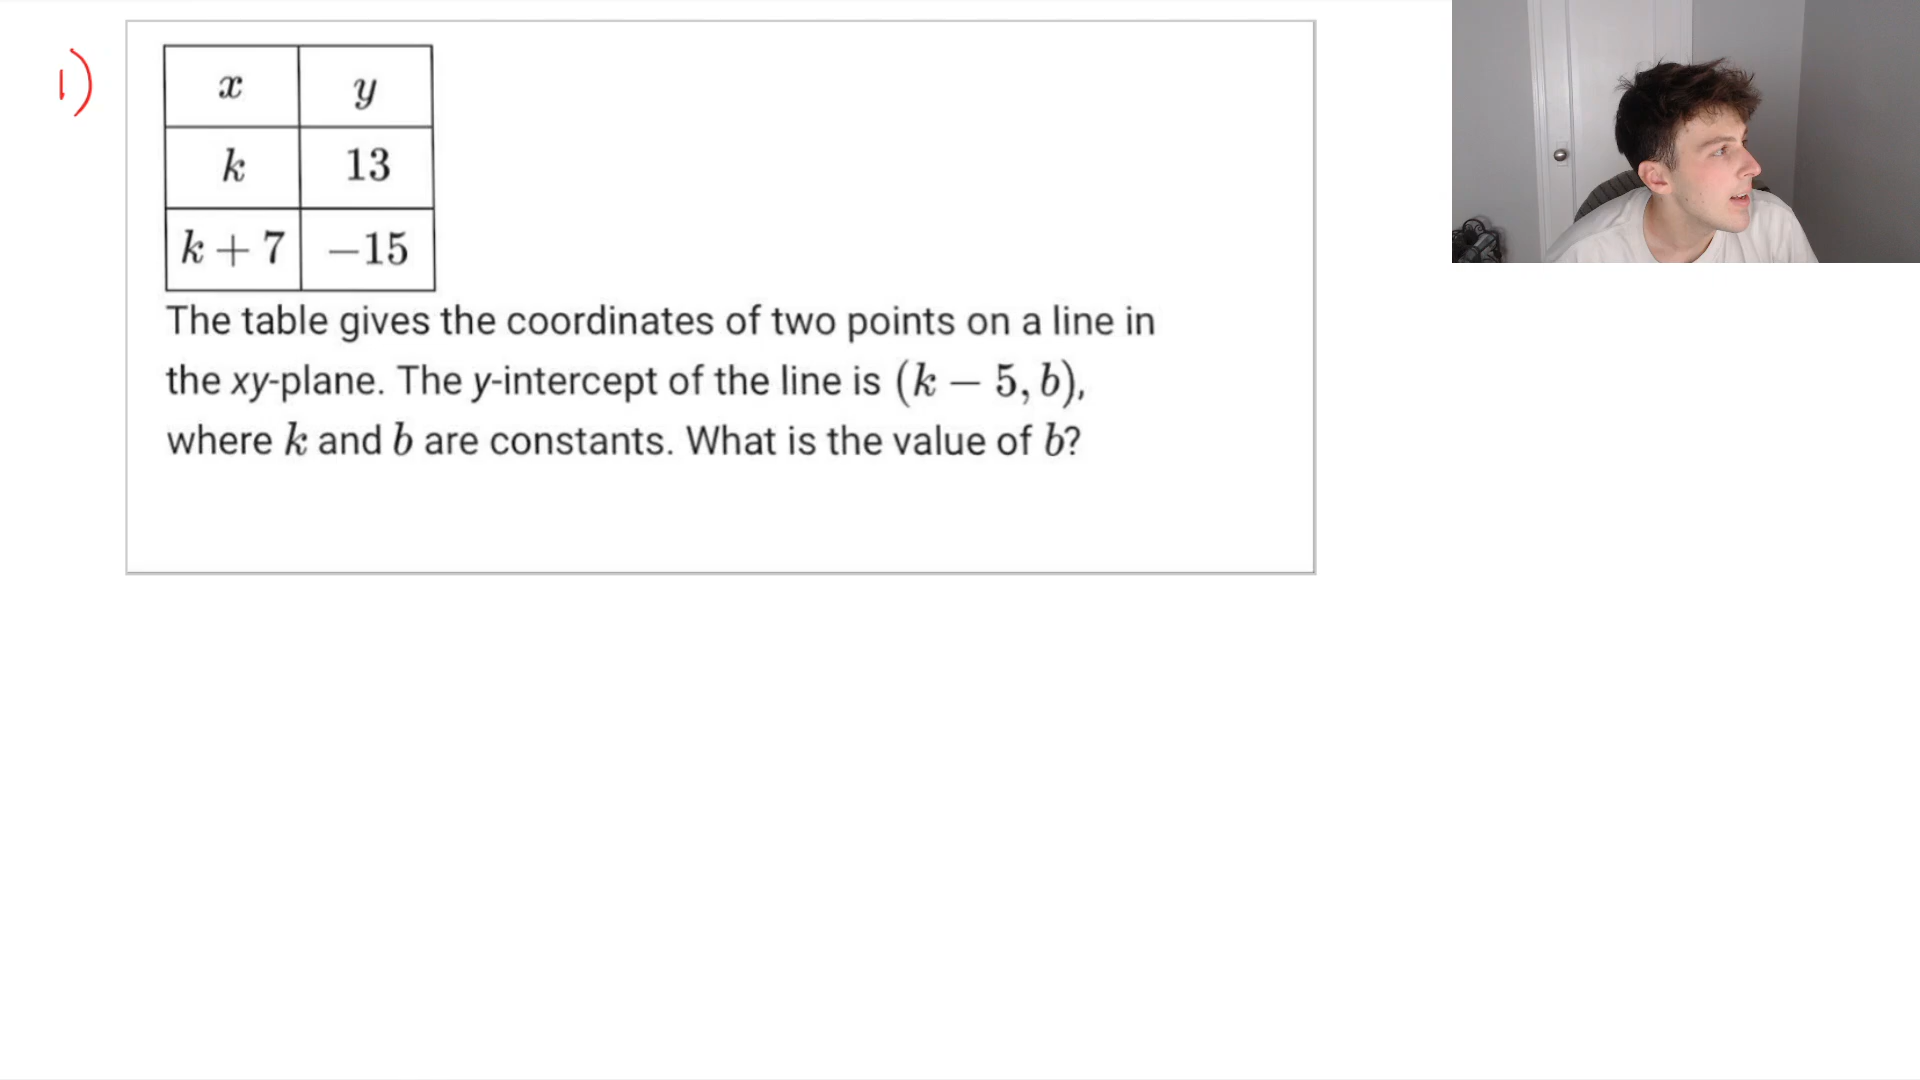 1)
x y
k 13
k + 7 −15
The table gives the coordinates of two points on a line in
the xy-plane. The y-intercept of the line is (k − 5, b),
where k and b are constants. What is the value of b?